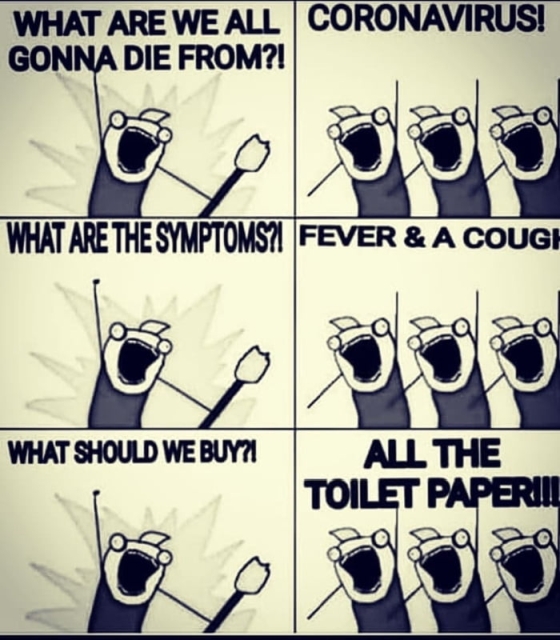 WHAT ARE WE ALL
GONNA DIE FROM?!
CORONAVIRUS!
WHAT ARE THE SYMPTOMS?!
FEVER & A COUGH
WHAT SHOULD WE BUY?!
ALL THE
TOILET PAPER!!!